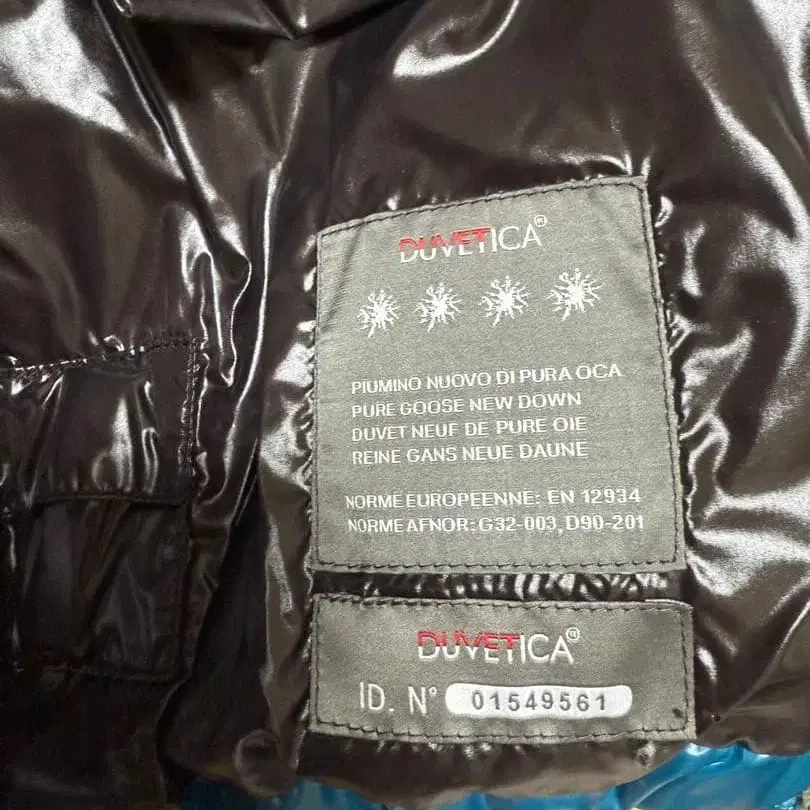 DUVETICA®
PIUMINO NUOVO DI PURA OCA
PURE GOOSE NEW DOWN
DUVET NEUF DE PURE OIE
REINE GANS NEUE DAUNE
NORME EUROPEENNE: EN 12934
NORME AFNOR: G32-003, D90-201
DUVETICA®
ID. N° 01549561